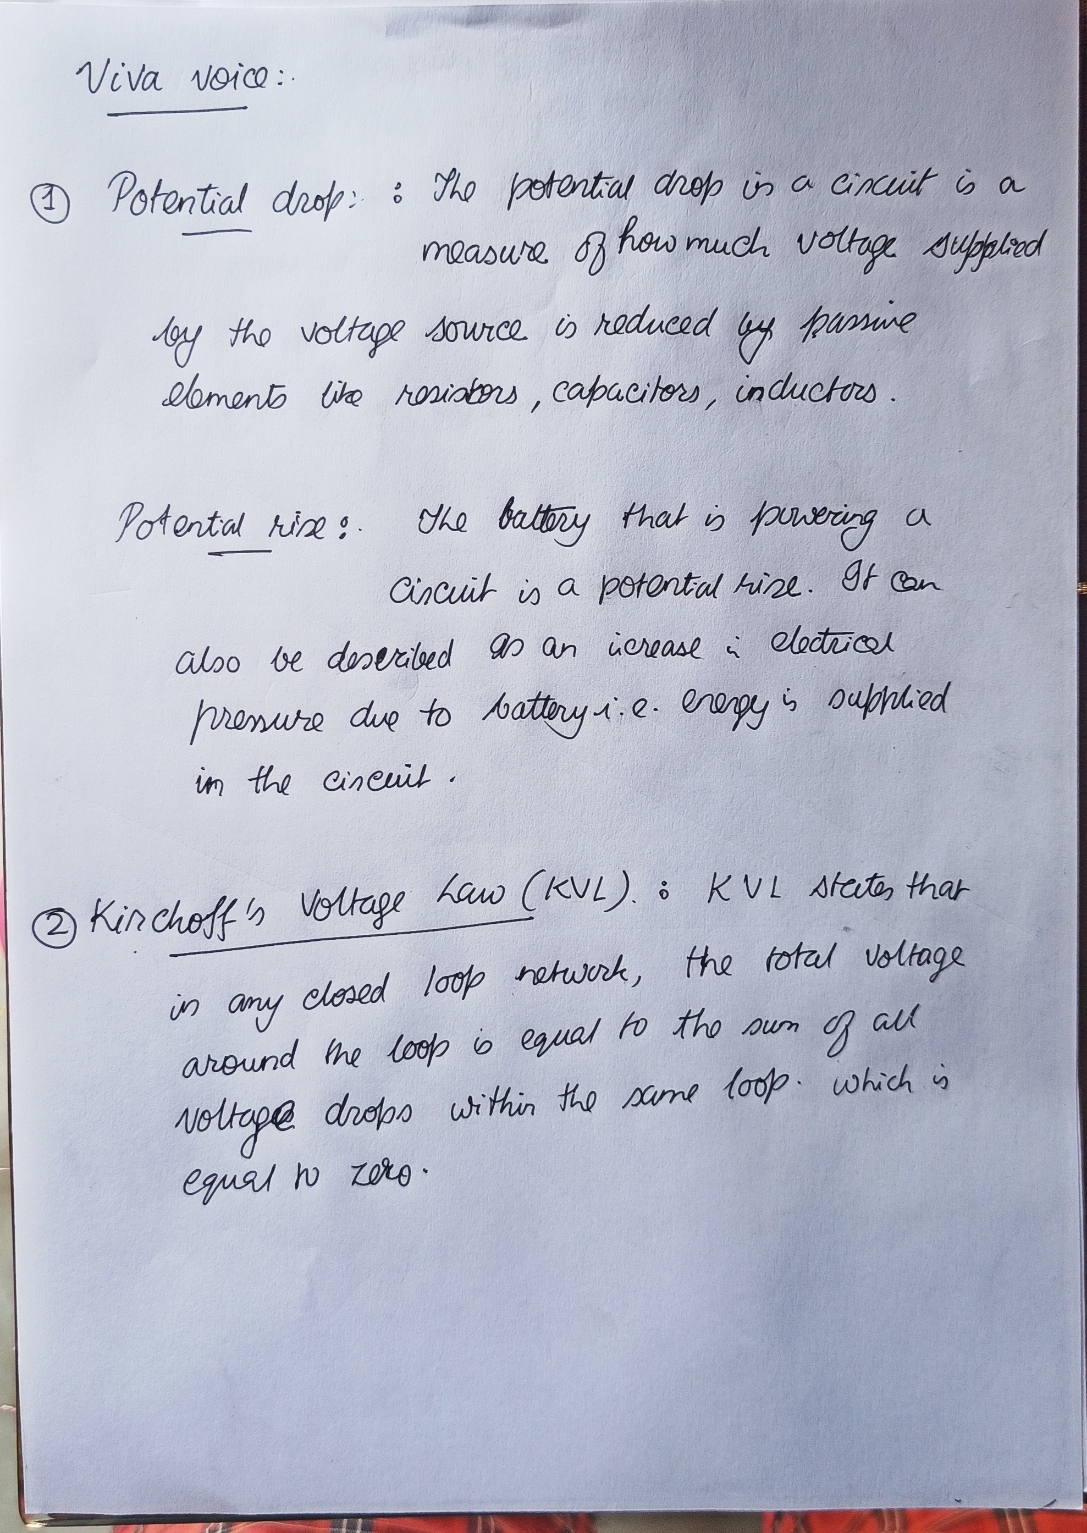 Viva voice:.
① Potential drop: : The potential drop in a circuit is a
measure of how much voltage supplied
by the voltage source is reduced by passive
elements like resistors, capacitors, inductors.
Potental rise :. The battery that is powering a
circuit is a potental rise. It can
also be described as an icrease i electrical
pressure due to battery i.e. energy is supplied
in the circuit.
② Kirchoff's Voltage Law (KVL). : KVL states that
in any closed loop network, the total voltage
around the loop is equal to the sum of all
voltage drops within the same loop. which is
equal to zero.